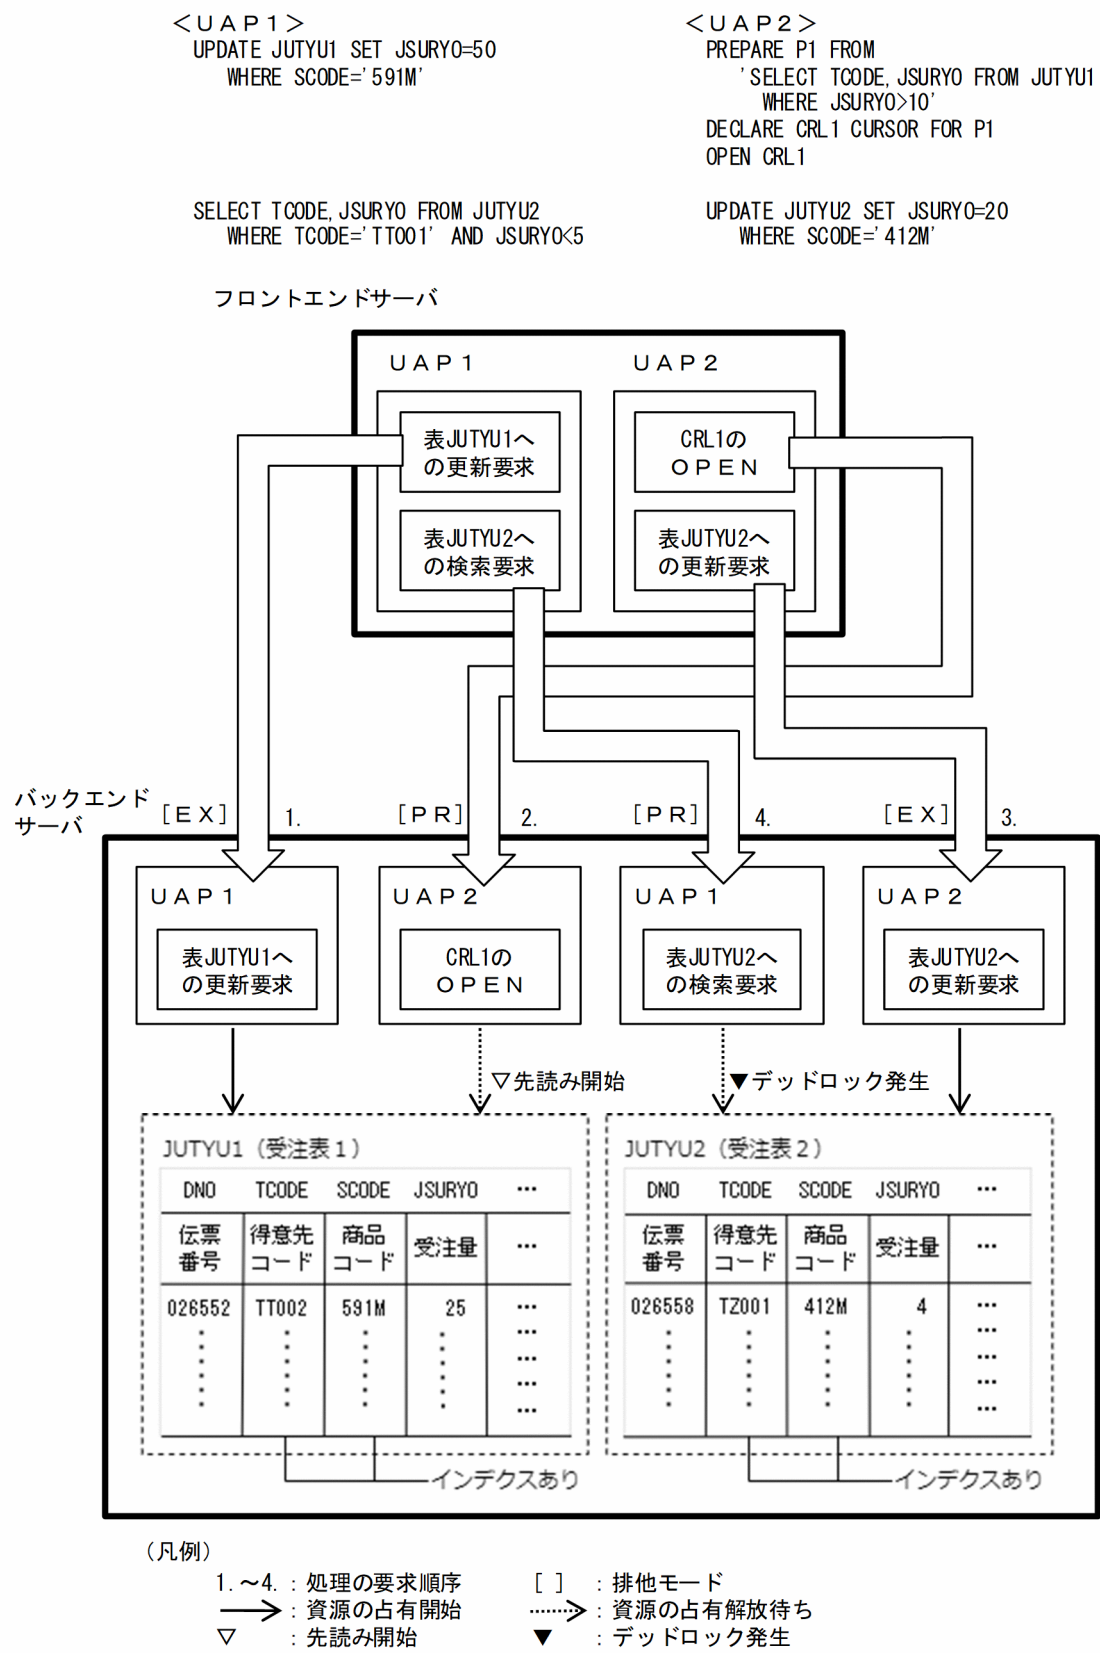 ＜ＵＡＰ１＞
UPDATE JUTYU1 SET JSURYO=50
WHERE SCODE='591M'
SELECT TCODE,JSURYO FROM JUTYU2
WHERE TCODE='TT001' AND JSURYO<5
＜ＵＡＰ２＞
PREPARE P1 FROM
'SELECT TCODE,JSURYO FROM JUTYU1
WHERE JSURYO>10'
DECLARE CRL1 CURSOR FOR P1
OPEN CRL1
UPDATE JUTYU2 SET JSURYO=20
WHERE SCODE='412M'
フロントエンドサーバ
ＵＡＰ１
表JUTYU1へ
の更新要求
表JUTYU2へ
の検索要求
ＵＡＰ２
CRL1の
ＯＰＥＮ
表JUTYU2へ
の更新要求
バックエンド
サーバ
［ＥＸ］ 1.
［ＰＲ］ 2.
［ＰＲ］ 4.
［ＥＸ］ 3.
ＵＡＰ１
表JUTYU1へ
の更新要求
ＵＡＰ２
CRL1の
ＯＰＥＮ
ＵＡＰ１
表JUTYU2へ
の検索要求
ＵＡＰ２
表JUTYU2へ
の更新要求
▽先読み開始
▼デッドロック発生
JUTYU1（受注表１）
DNO TCODE SCODE JSURYO …
伝票
番号
得意先
コード
商品
コード
受注量
…
026552 TT002 591M 25 …
…
…
…
…
インデクスあり
JUTYU2（受注表２）
DNO TCODE SCODE JSURYO …
伝票
番号
得意先
コード
商品
コード
受注量
…
026558 TZ001 412M 4 …
…
…
…
…
インデクスあり
（凡例）
1.～4. ：処理の要求順序
［ ］ ：排他モード
：資源の占有開始
：資源の占有解放待ち
▽ ：先読み開始
▼ ：デッドロック発生